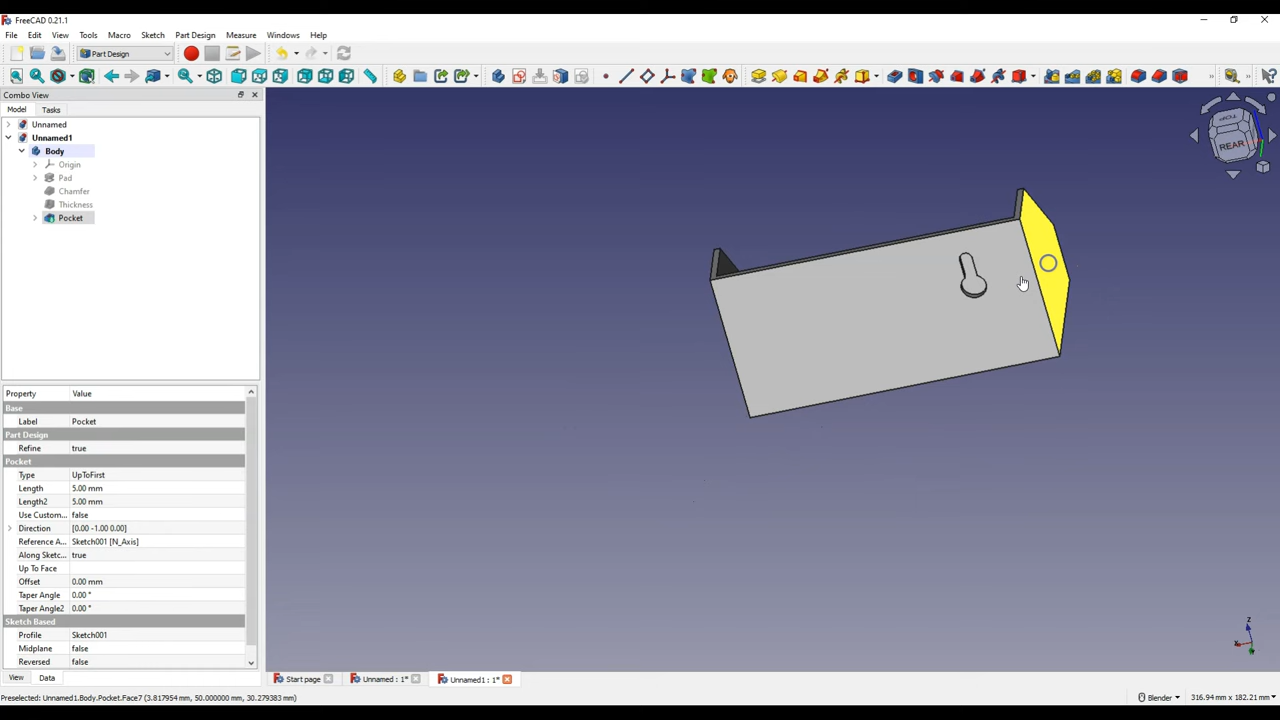 FreeCAD 0.21.1
File Edit View Tools Macro Sketch Part Design Measure Windows Help
Part Design
Combo View
Model Tasks
Unnamed
Unnamed1
Body
Origin
Pad
Chamfer
Thickness
Pocket
REAR
Property Value
Base
Label Pocket
Part Design
Refine true
Pocket
Type UpToFirst
Length 5.00 mm
Length2 5.00 mm
Use Custom... false
Direction [0.00 -1.00 0.00]
Reference A... Sketch001 [N_Axis]
Along Sketc... true
Up To Face
Offset 0.00 mm
Taper Angle 0.00 °
Taper Angle2 0.00 °
Sketch Based
Profile Sketch001
Midplane false
Reversed false
View Data
Z
X
Start page Unnamed : 1* Unnamed1 : 1*
Preselected: Unnamed1.Body.Pocket.Face7 (3.817954 mm, 50.000000 mm, 30.279383 mm)
Blender 316.94 mm x 182.21 mm